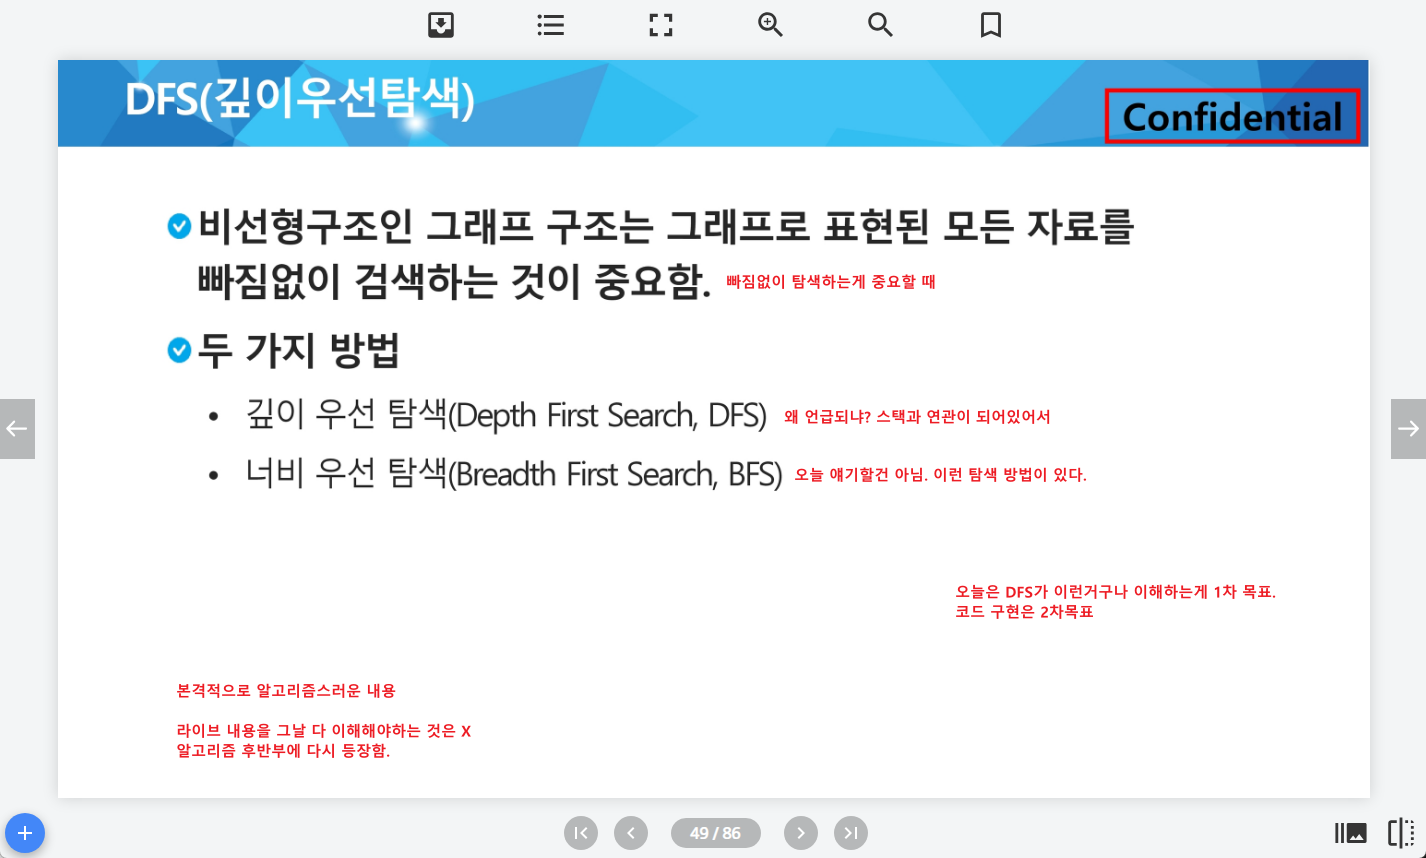 DFS(깊이우선탐색)
Confidential
비선형구조인 그래프 구조는 그래프로 표현된 모든 자료를
빠짐없이 검색하는 것이 중요함. 빠짐없이 탐색하는게 중요할 때
두 가지 방법
• 깊이 우선 탐색(Depth First Search, DFS) 왜 언급되냐? 스택과 연관이 되어있어서
• 너비 우선 탐색(Breadth First Search, BFS) 오늘 얘기할건 아님. 이런 탐색 방법이 있다.
오늘은 DFS가 이런거구나 이해하는게 1차 목표.
코드 구현은 2차목표
본격적으로 알고리즘스러운 내용
라이브 내용을 그날 다 이해해야하는 것은 X
알고리즘 후반부에 다시 등장함.
49 / 86